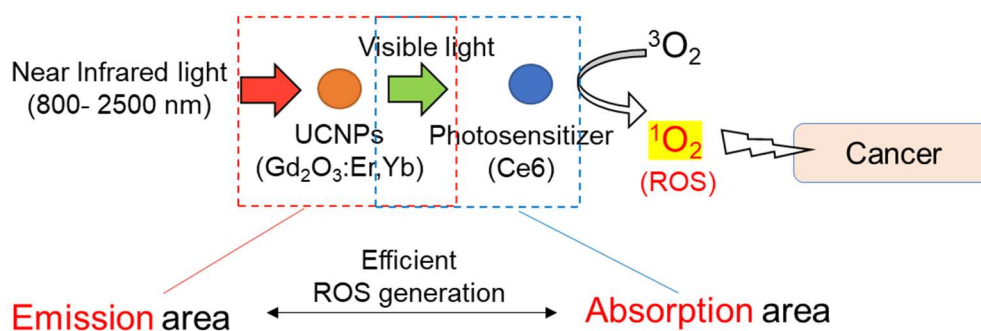 Near Infrared light
(800- 2500 nm)
Visible light
UCNPs
(Gd₂O₃:Er,Yb)
Photosensitizer
(Ce6)
³O₂
¹O₂
(ROS)
Cancer
Efficient
ROS generation
Emission area
Absorption area